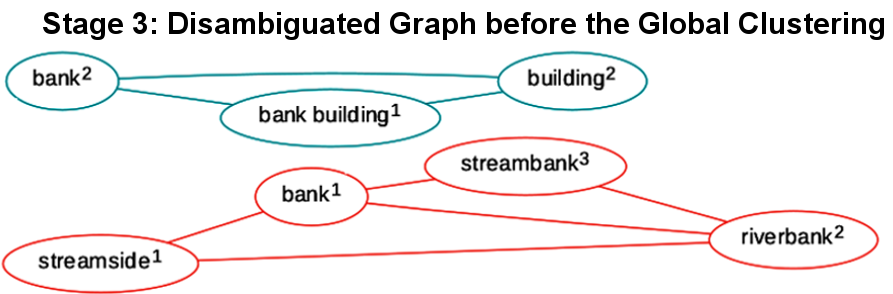 Stage 3: Disambiguated Graph before the Global Clustering
bank²
building²
bank building¹
streambank³
bank¹
riverbank²
streamside¹